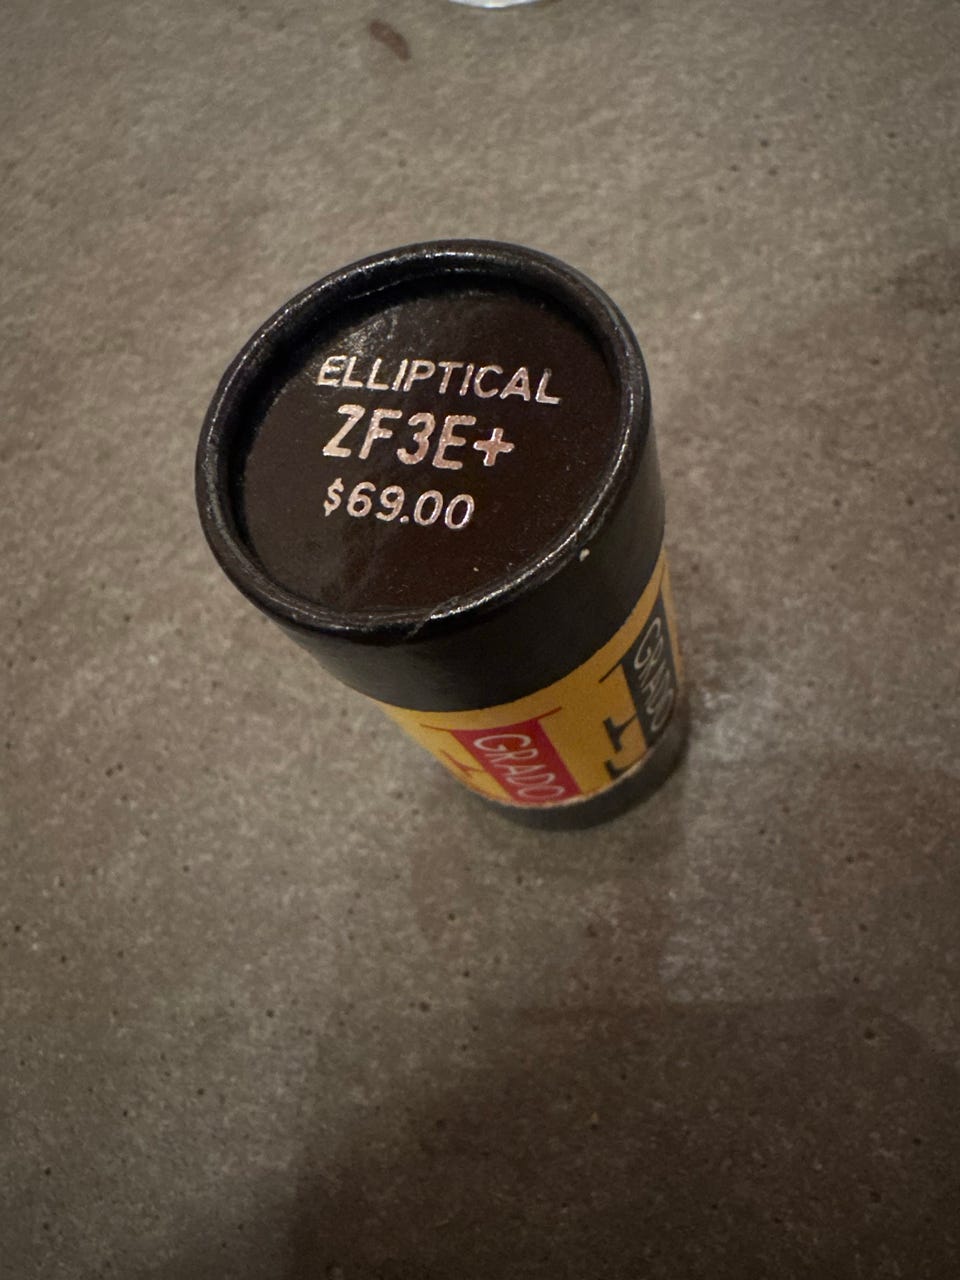 ELLIPTICAL
ZF3E+
$69.00
GRADO
GRADO